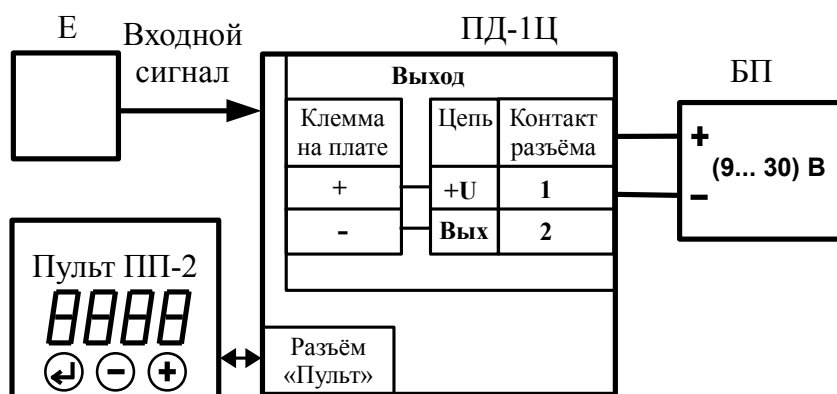 Е
Входной
сигнал
ПД-1Ц
БП
Выход
Клемма
на плате
Цепь
Контакт
разъёма
+
+U
1
-
Вых
2
+
(9... 30) В
−
Пульт ПП-2
8888
− +
Разъём
«Пульт»